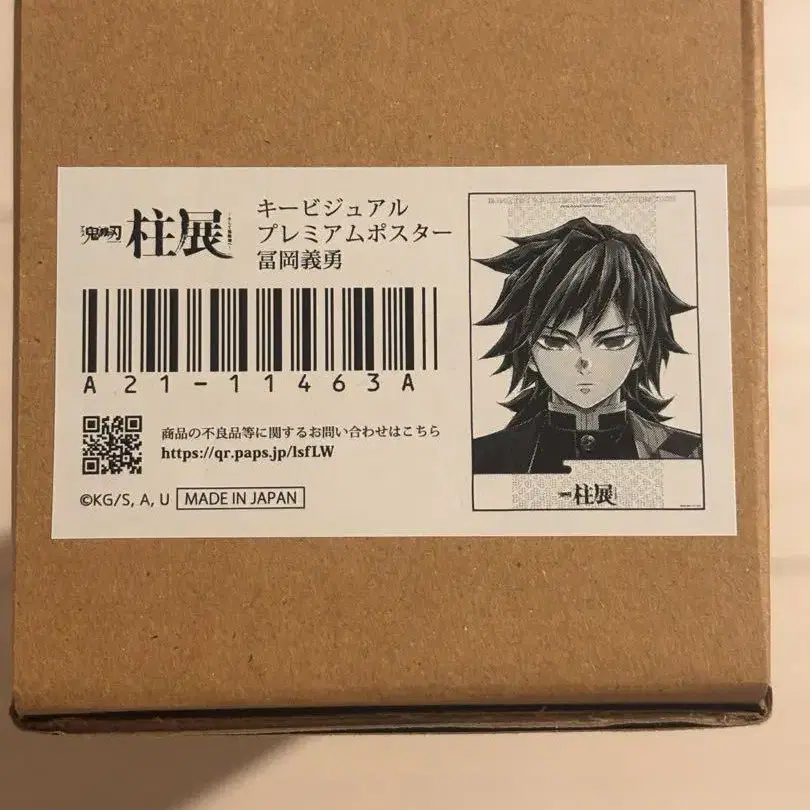 鬼滅の刃 柱展
キービジュアル
プレミアムポスター
冨岡義勇
A21-11463A
商品の不良品等に関するお問い合わせはこちら
https://qr.paps.jp/lsfLW
©KG/S, A, U MADE IN JAPAN
柱展